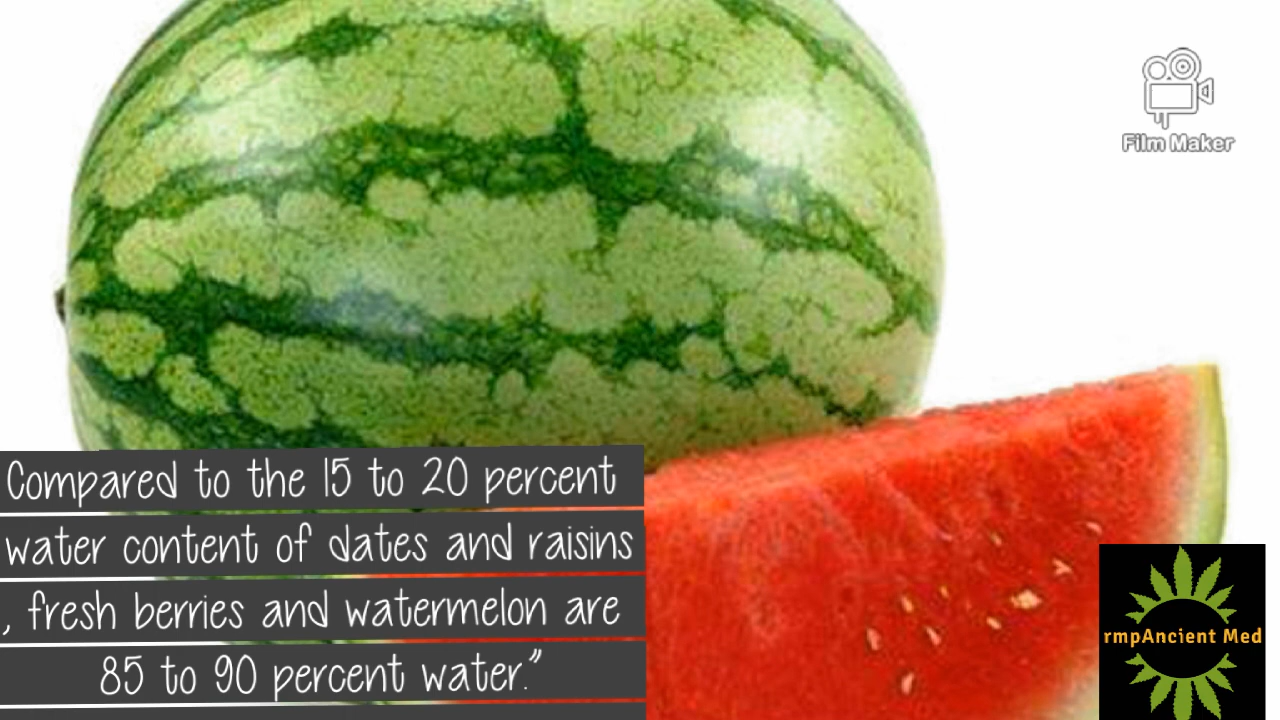 Film Maker
Compared to the 15 to 20 percent
water content of dates and raisins
, fresh berries and watermelon are
85 to 90 percent water."
rmpAncient Med